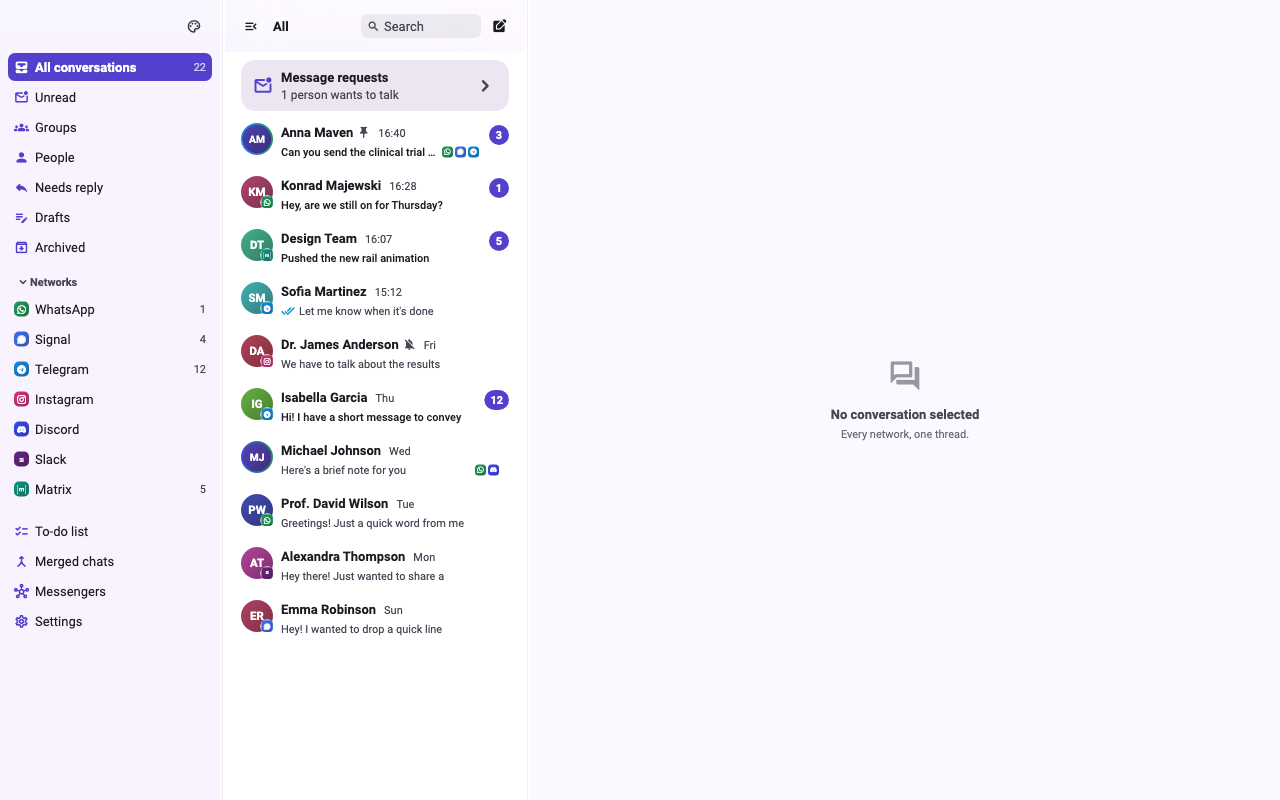 All
Search
All conversations 22
Unread
Groups
People
Needs reply
Drafts
Archived
Networks
WhatsApp 1
Signal 4
Telegram 12
Instagram
Discord
Slack
Matrix 5
To-do list
Merged chats
Messengers
Settings
Message requests
1 person wants to talk
AM
Anna Maven 16:40 3
Can you send the clinical trial …
KM
Konrad Majewski 16:28 1
Hey, are we still on for Thursday?
DT
Design Team 16:07 5
Pushed the new rail animation
SM
Sofia Martinez 15:12
Let me know when it's done
DA
Dr. James Anderson Fri
We have to talk about the results
IG
Isabella Garcia Thu 12
Hi! I have a short message to convey
MJ
Michael Johnson Wed
Here's a brief note for you
PW
Prof. David Wilson Tue
Greetings! Just a quick word from me
AT
Alexandra Thompson Mon
Hey there! Just wanted to share a
ER
Emma Robinson Sun
Hey! I wanted to drop a quick line
No conversation selected
Every network, one thread.